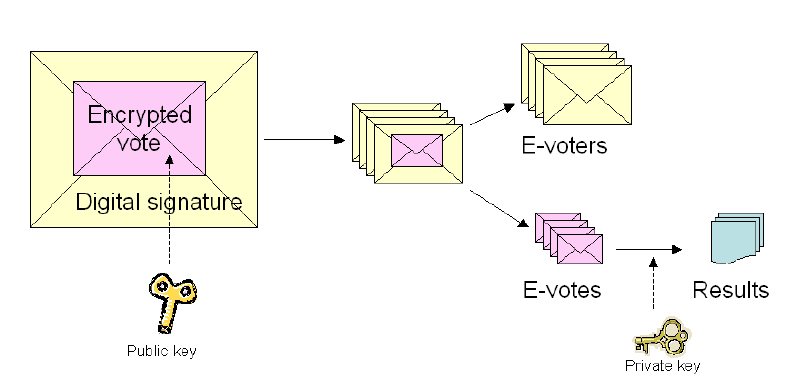 Encrypted
vote
Digital signature
Public key
E-voters
E-votes
Results
Private key